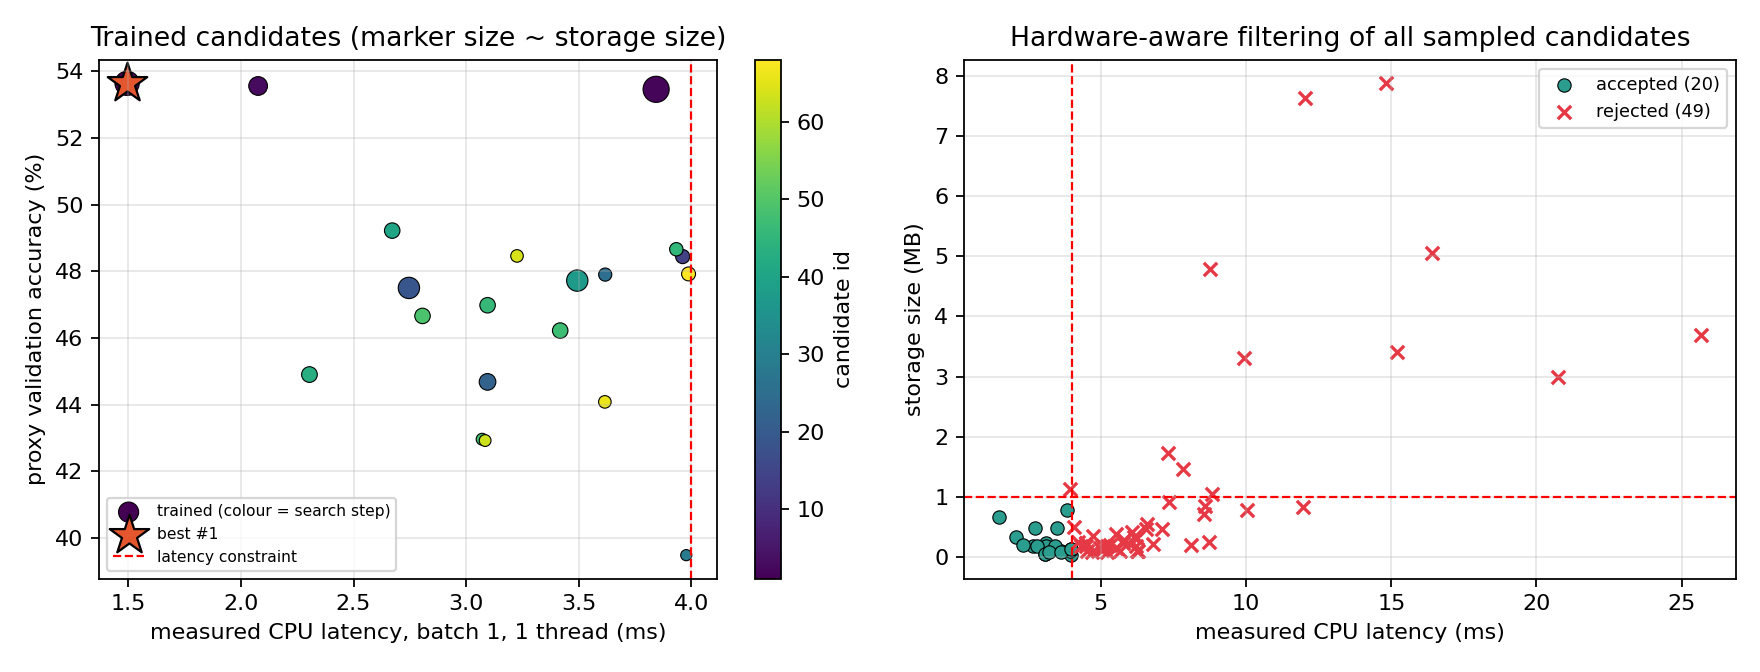 Trained candidates (marker size ~ storage size)
proxy validation accuracy (%)
54
52
50
48
46
44
42
40
trained (colour = search step)
best #1
latency constraint
1.5 2.0 2.5 3.0 3.5 4.0
measured CPU latency, batch 1, 1 thread (ms)
60
50
40
30
20
10
candidate id
Hardware-aware filtering of all sampled candidates
storage size (MB)
8
7
6
5
4
3
2
1
0
accepted (20)
rejected (49)
5 10 15 20 25
measured CPU latency (ms)